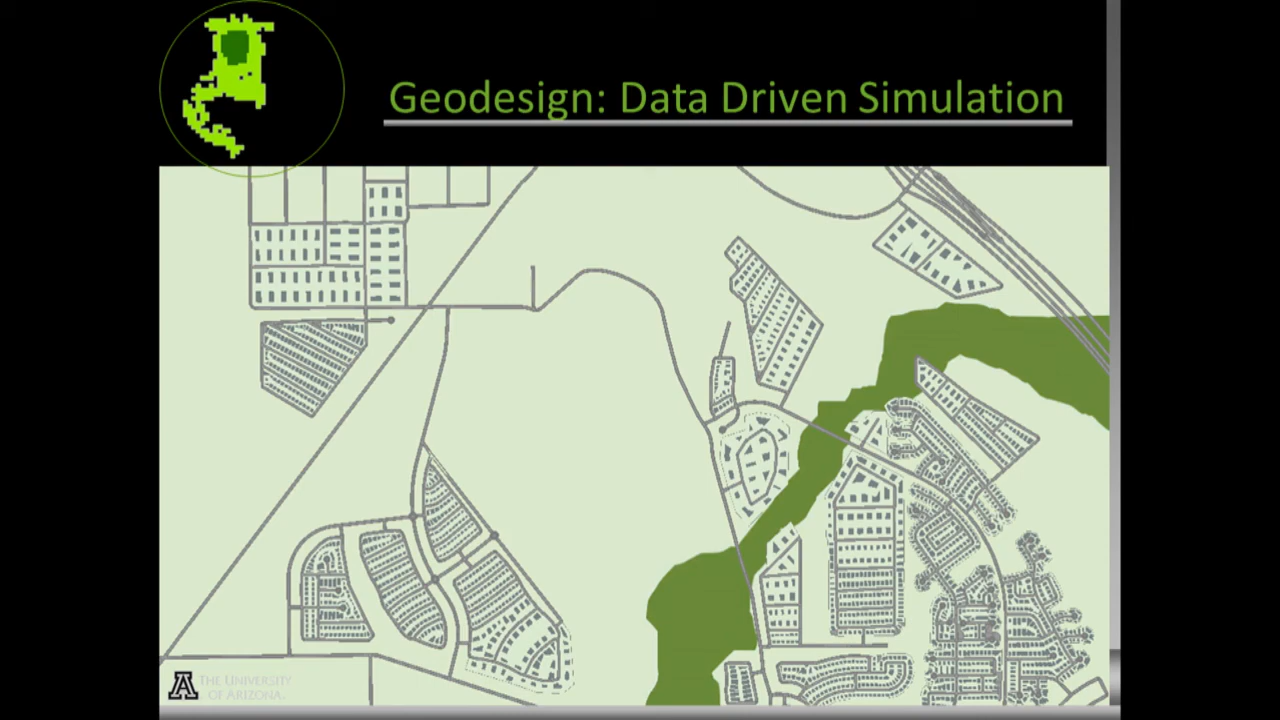 Geodesign: Data Driven Simulation
A
THE UNIVERSITY
OF ARIZONA.